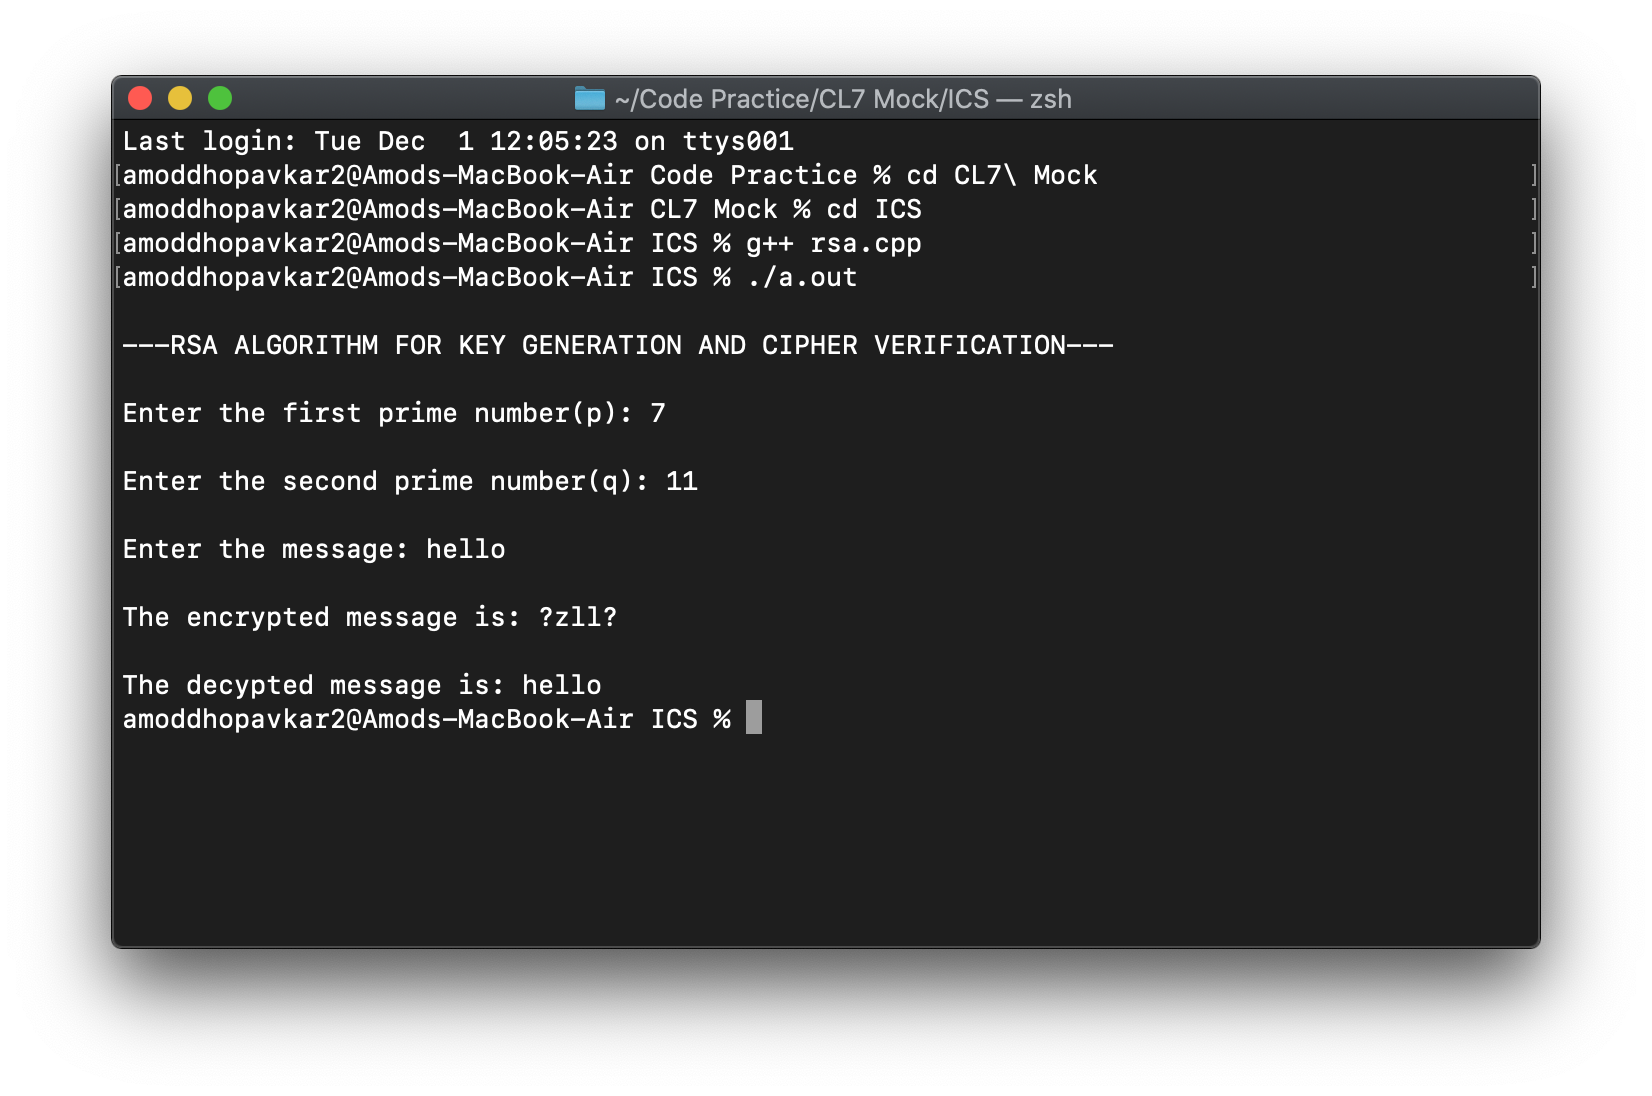 ~/Code Practice/CL7 Mock/ICS — zsh
Last login: Tue Dec  1 12:05:23 on ttys001
[amoddhopavkar2@Amods-MacBook-Air Code Practice % cd CL7\ Mock ]
[amoddhopavkar2@Amods-MacBook-Air CL7 Mock % cd ICS ]
[amoddhopavkar2@Amods-MacBook-Air ICS % g++ rsa.cpp ]
[amoddhopavkar2@Amods-MacBook-Air ICS % ./a.out ]
---RSA ALGORITHM FOR KEY GENERATION AND CIPHER VERIFICATION---
Enter the first prime number(p): 7
Enter the second prime number(q): 11
Enter the message: hello
The encrypted message is: ?zll?
The decypted message is: hello
amoddhopavkar2@Amods-MacBook-Air ICS %